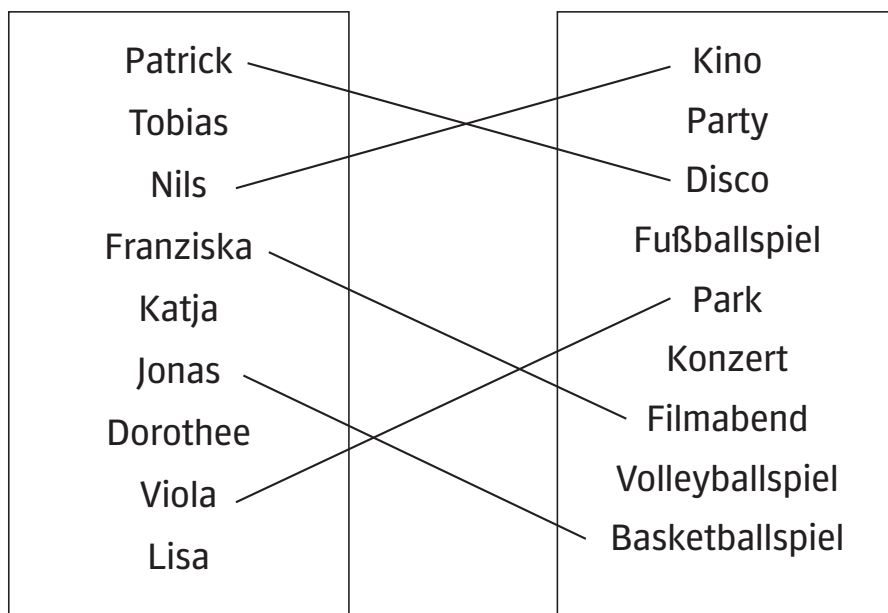 Patrick
Tobias
Nils
Franziska
Katja
Jonas
Dorothee
Viola
Lisa
Kino
Party
Disco
Fußballspiel
Park
Konzert
Filmabend
Volleyballspiel
Basketballspiel